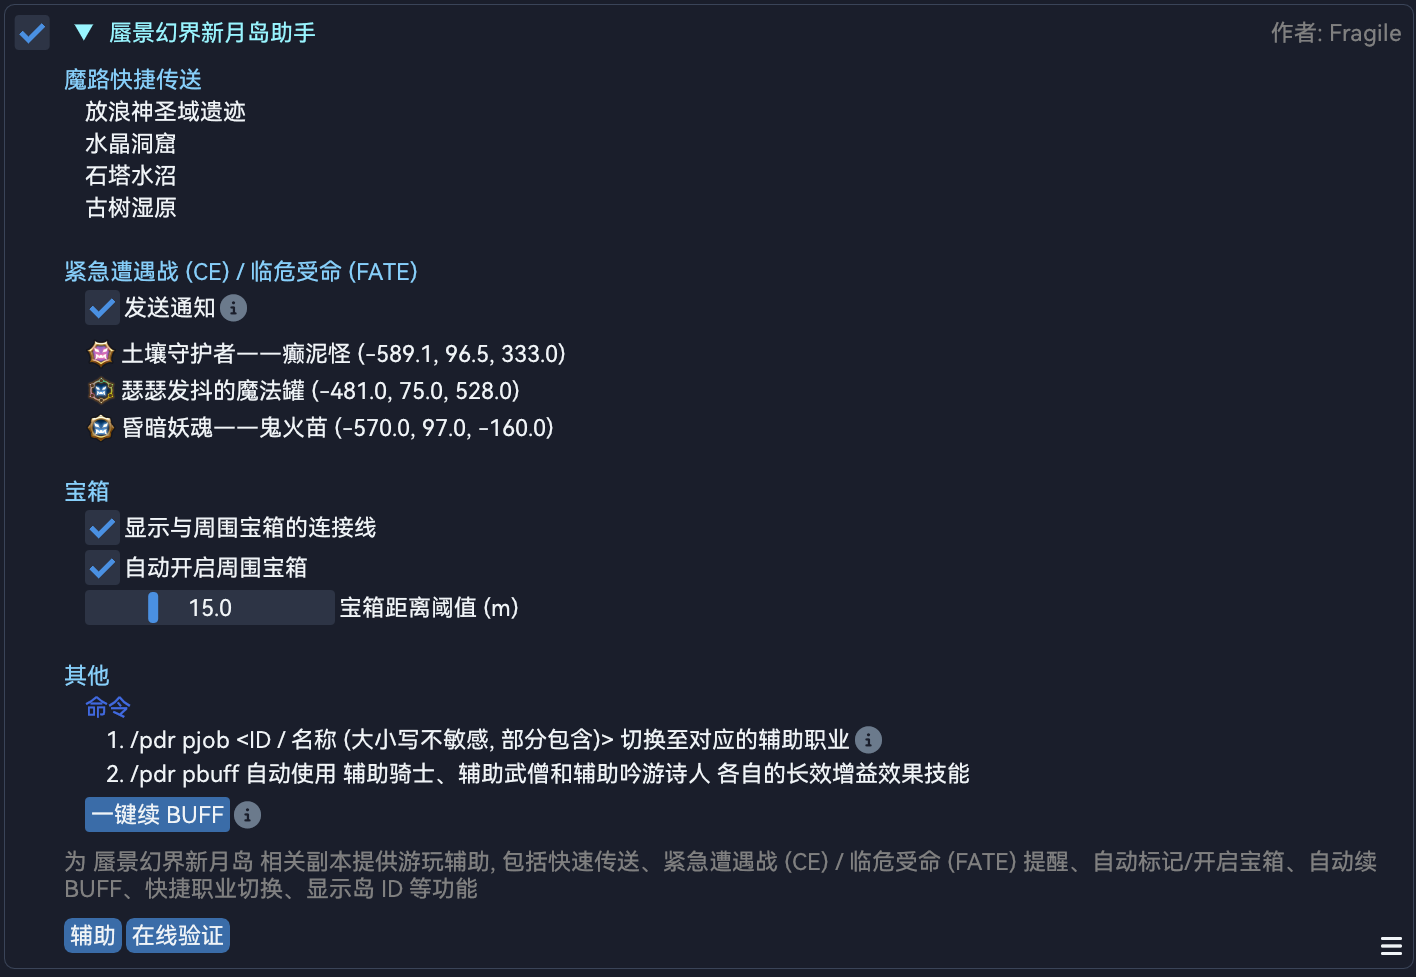 蜃景幻界新月岛助手
作者: Fragile
魔路快捷传送
放浪神圣域遗迹
水晶洞窟
石塔水沼
古树湿原
紧急遭遇战 (CE) / 临危受命 (FATE)
发送通知
土壤守护者——癫泥怪 (-589.1, 96.5, 333.0)
瑟瑟发抖的魔法罐 (-481.0, 75.0, 528.0)
昏暗妖魂——鬼火苗 (-570.0, 97.0, -160.0)
宝箱
显示与周围宝箱的连接线
自动开启周围宝箱
15.0 宝箱距离阈值 (m)
其他
命令
1. /pdr pjob <ID / 名称 (大小写不敏感, 部分包含)> 切换至对应的辅助职业
2. /pdr pbuff 自动使用 辅助骑士、辅助武僧和辅助吟游诗人 各自的长效增益效果技能
一键续 BUFF
为 蜃景幻界新月岛 相关副本提供游玩辅助, 包括快速传送、紧急遭遇战 (CE) / 临危受命 (FATE) 提醒、自动标记/开启宝箱、自动续
BUFF、快捷职业切换、显示岛 ID 等功能
辅助 在线验证